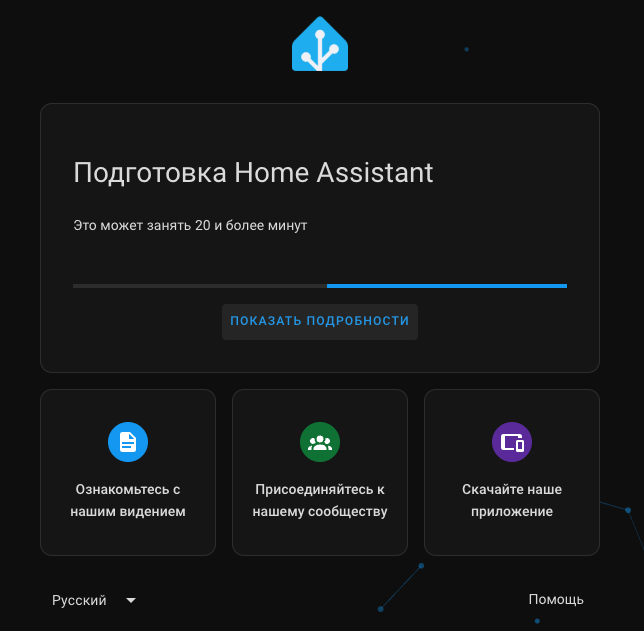 Подготовка Home Assistant
Это может занять 20 и более минут
ПОКАЗАТЬ ПОДРОБНОСТИ
Ознакомьтесь с
нашим видением
Присоединяйтесь к
нашему сообществу
Скачайте наше
приложение
Русский
Помощь